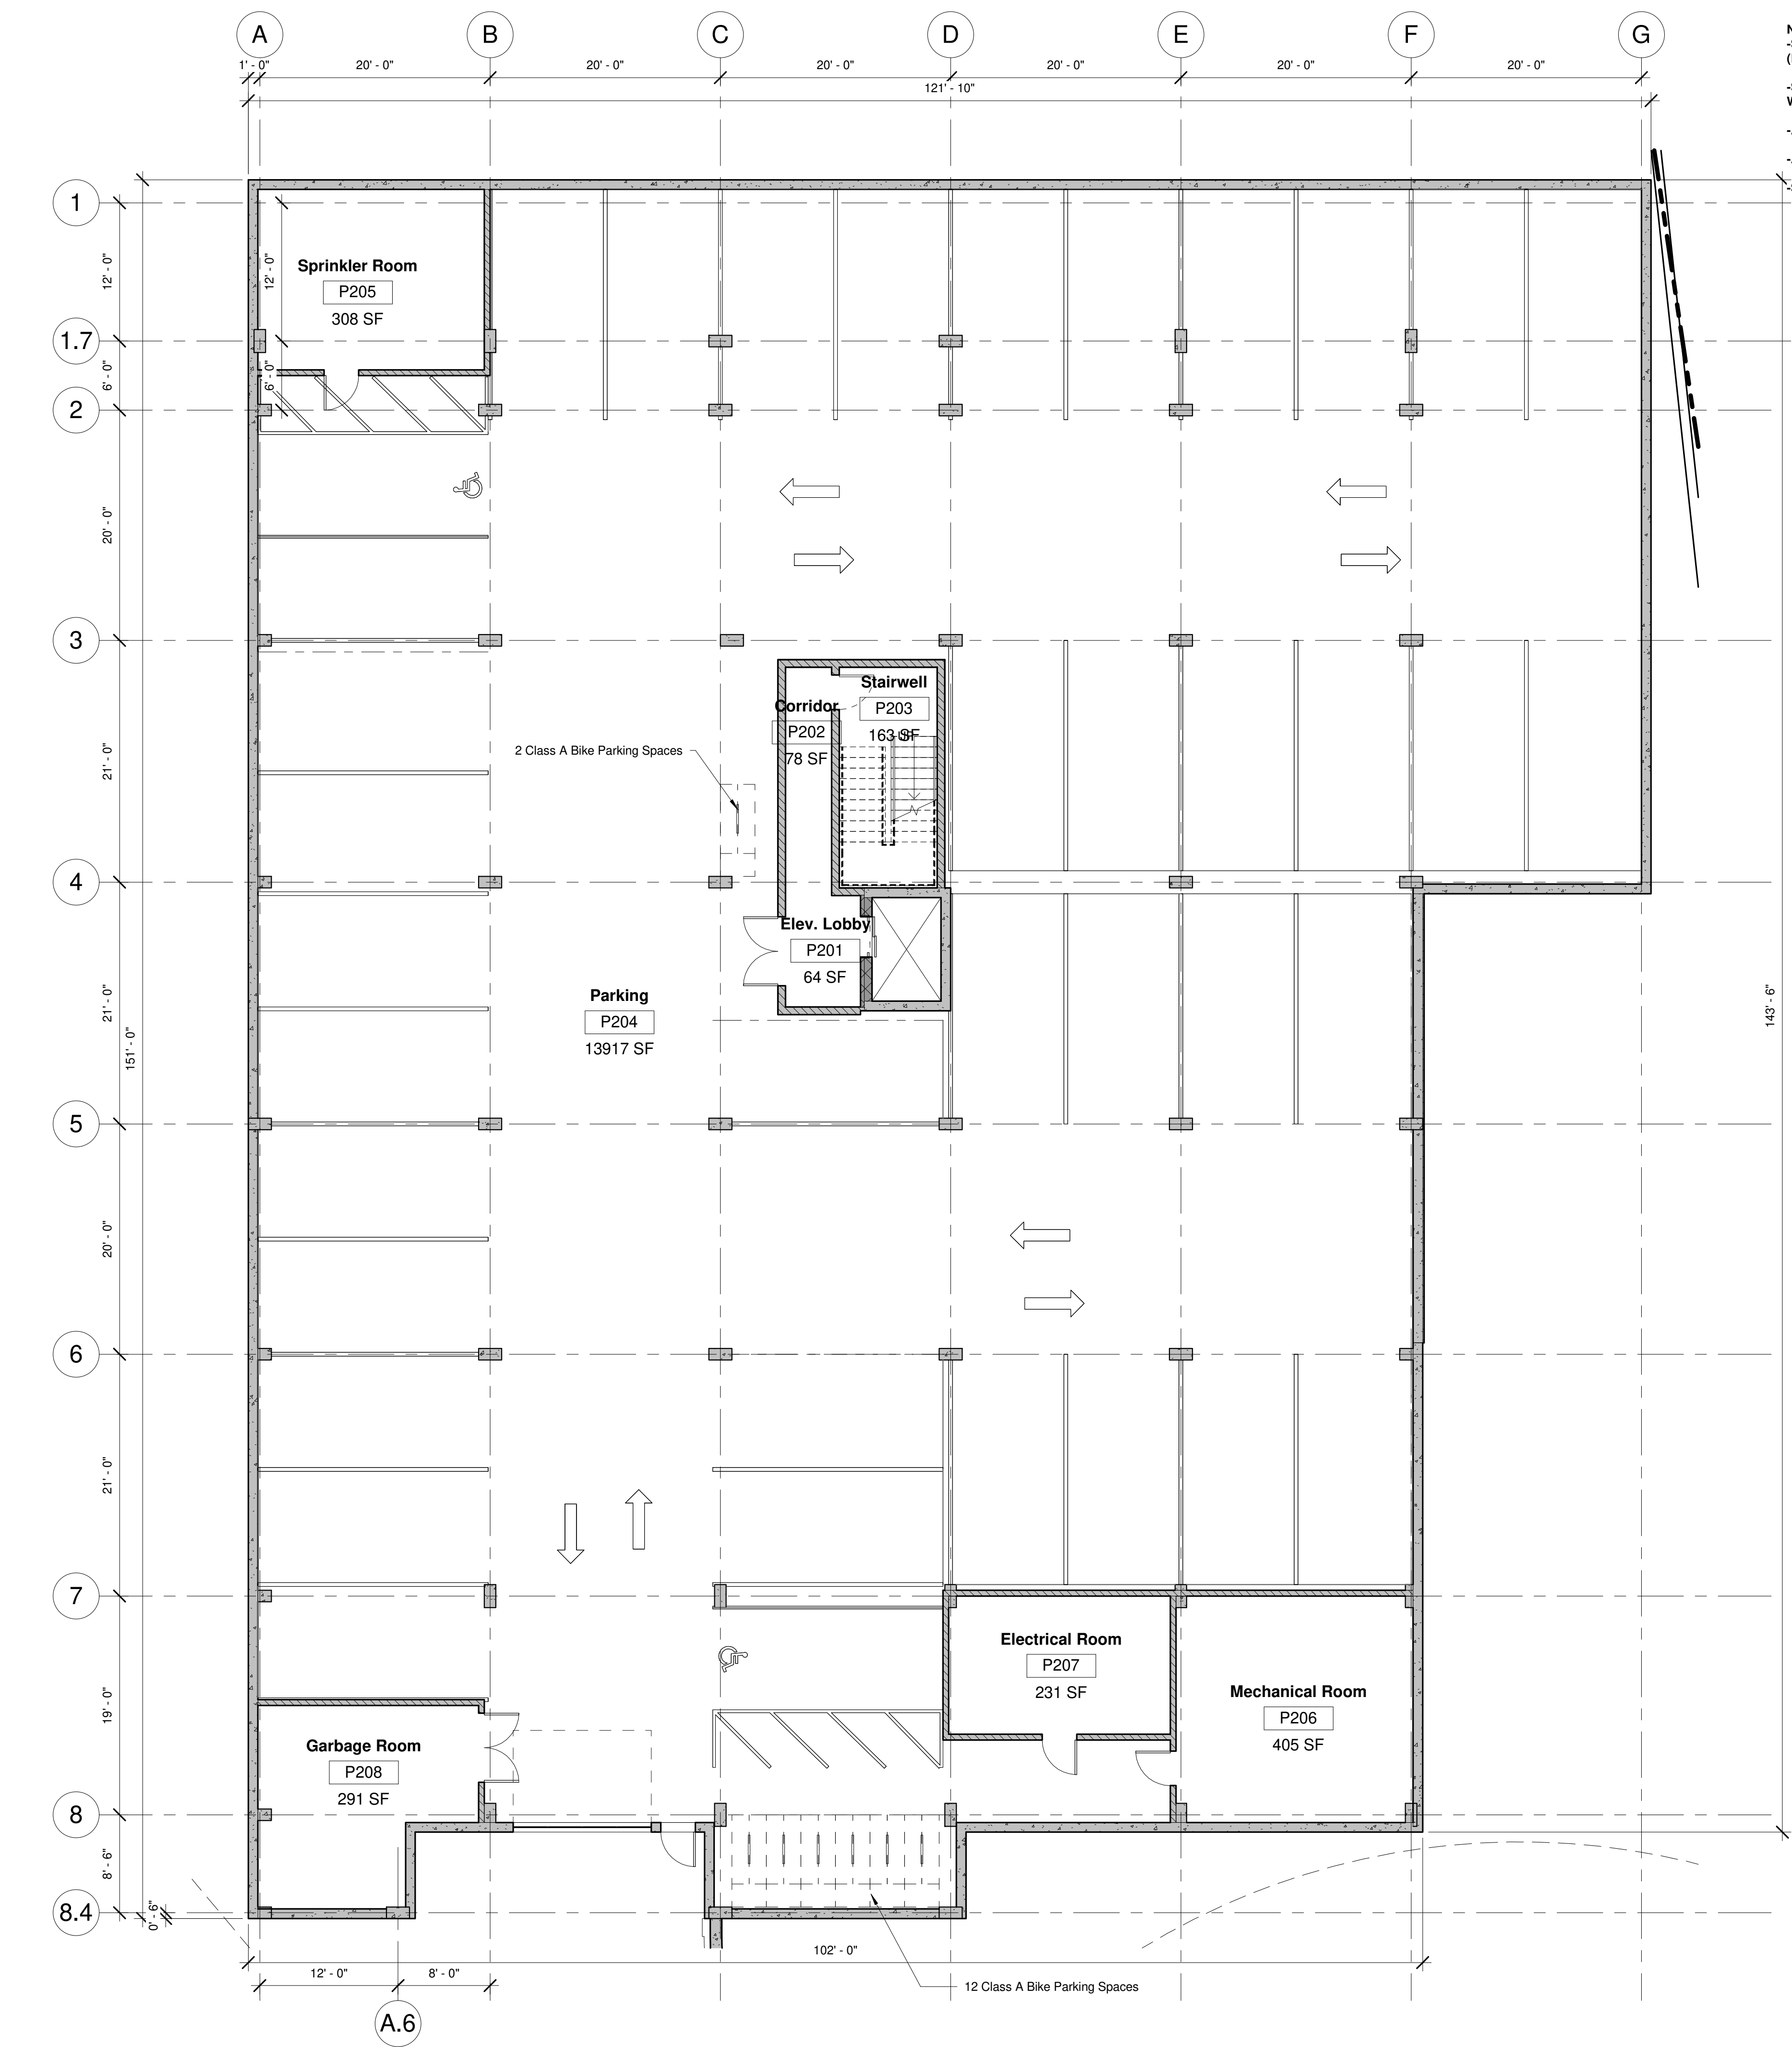 A
B
C
D
E
F
G
1' - 0"
20' - 0"
20' - 0"
20' - 0"
20' - 0"
20' - 0"
20' - 0"
121' - 10"
1
12' - 0"
12' - 0"
Sprinkler Room
P205
308 SF
1.7
6' - 0"
6' - 0"
2
20' - 0"
3
Stairwell
P203
163 SF
UP
Corridor
P202
78 SF
2 Class A Bike Parking Spaces
21' - 0"
4
Elev. Lobby
P201
64 SF
Parking
P204
13917 SF
21' - 0"
151' - 0"
143' - 6"
5
20' - 0"
6
21' - 0"
7
Electrical Room
P207
231 SF
Mechanical Room
P206
405 SF
19' - 0"
Garbage Room
P208
291 SF
8
8' - 6"
8.4
0' - 6"
102' - 0"
12' - 0"
8' - 0"
12 Class A Bike Parking Spaces
A.6